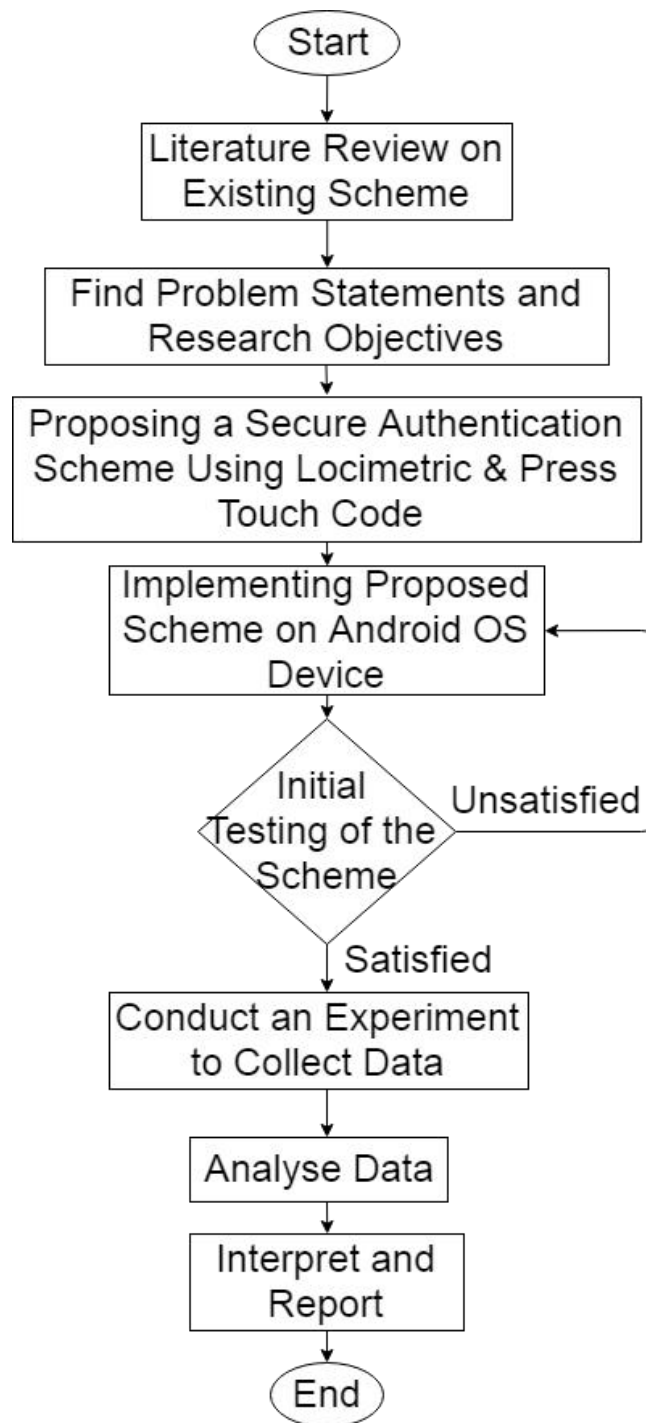 Start
Literature Review on
Existing Scheme
Find Problem Statements and
Research Objectives
Proposing a Secure Authentication
Scheme Using Locimetric & Press
Touch Code
Implementing Proposed
Scheme on Android OS
Device
Initial
Testing of the
Scheme
Unsatisfied
Satisfied
Conduct an Experiment
to Collect Data
Analyse Data
Interpret and
Report
End